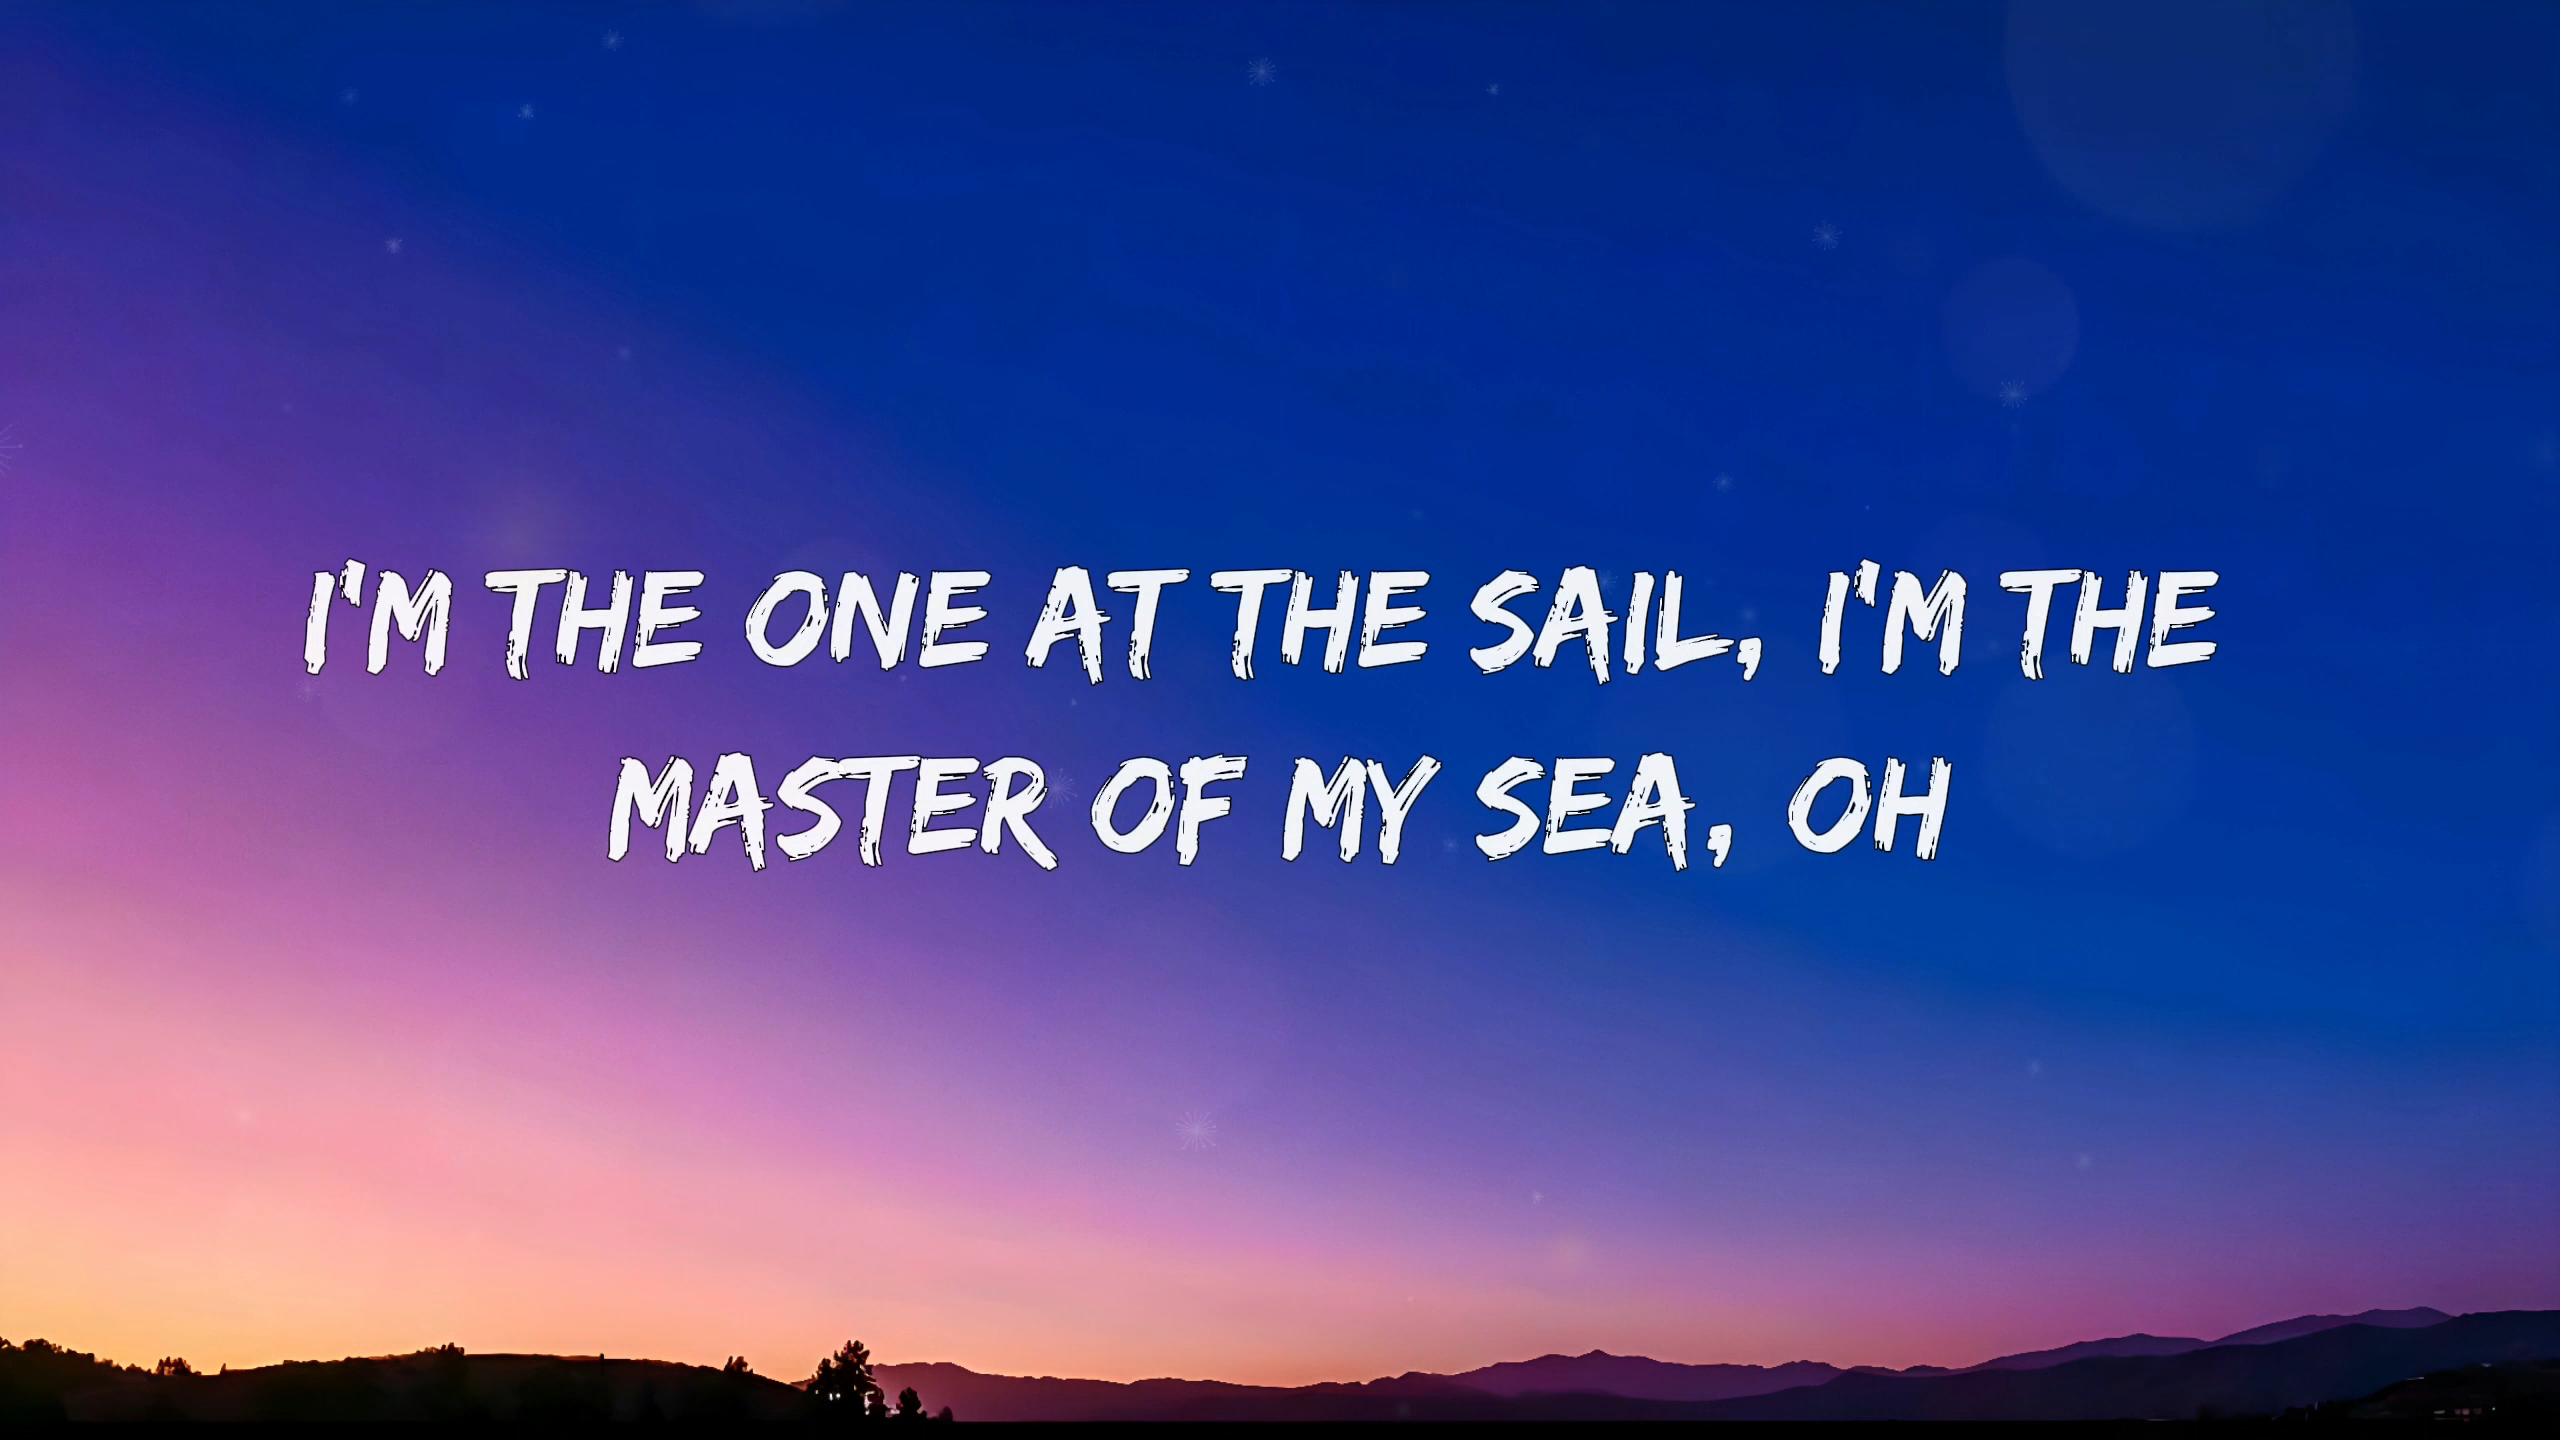 I'M THE ONE AT THE SAIL, I'M THE
MASTER OF MY SEA, OH